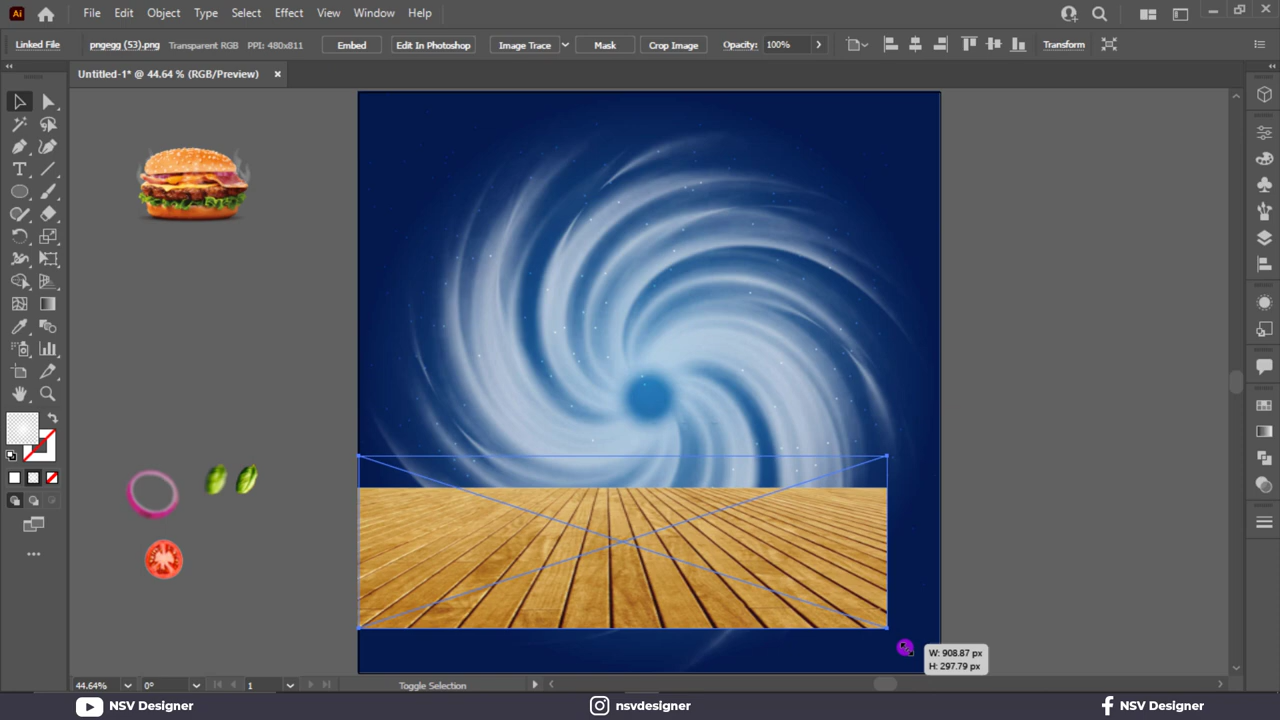 Ai
File Edit Object Type Select Effect View Window Help
Linked File pngegg (53).png Transparent RGB PPI: 480x811 Embed Edit In Photoshop Image Trace Mask Crop Image Opacity: 100% Transform
Untitled-1* @ 44.64 % (RGB/Preview)
W: 908.87 px
H: 297.79 px
44.64% 0° 1 Toggle Selection
NSV Designer nsvdesigner NSV Designer